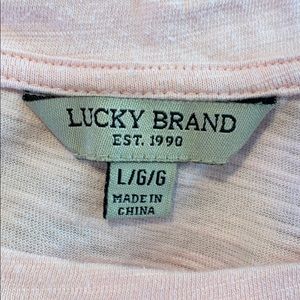 LUCKY BRAND
EST. 1990
L/G/G
MADE IN
CHINA